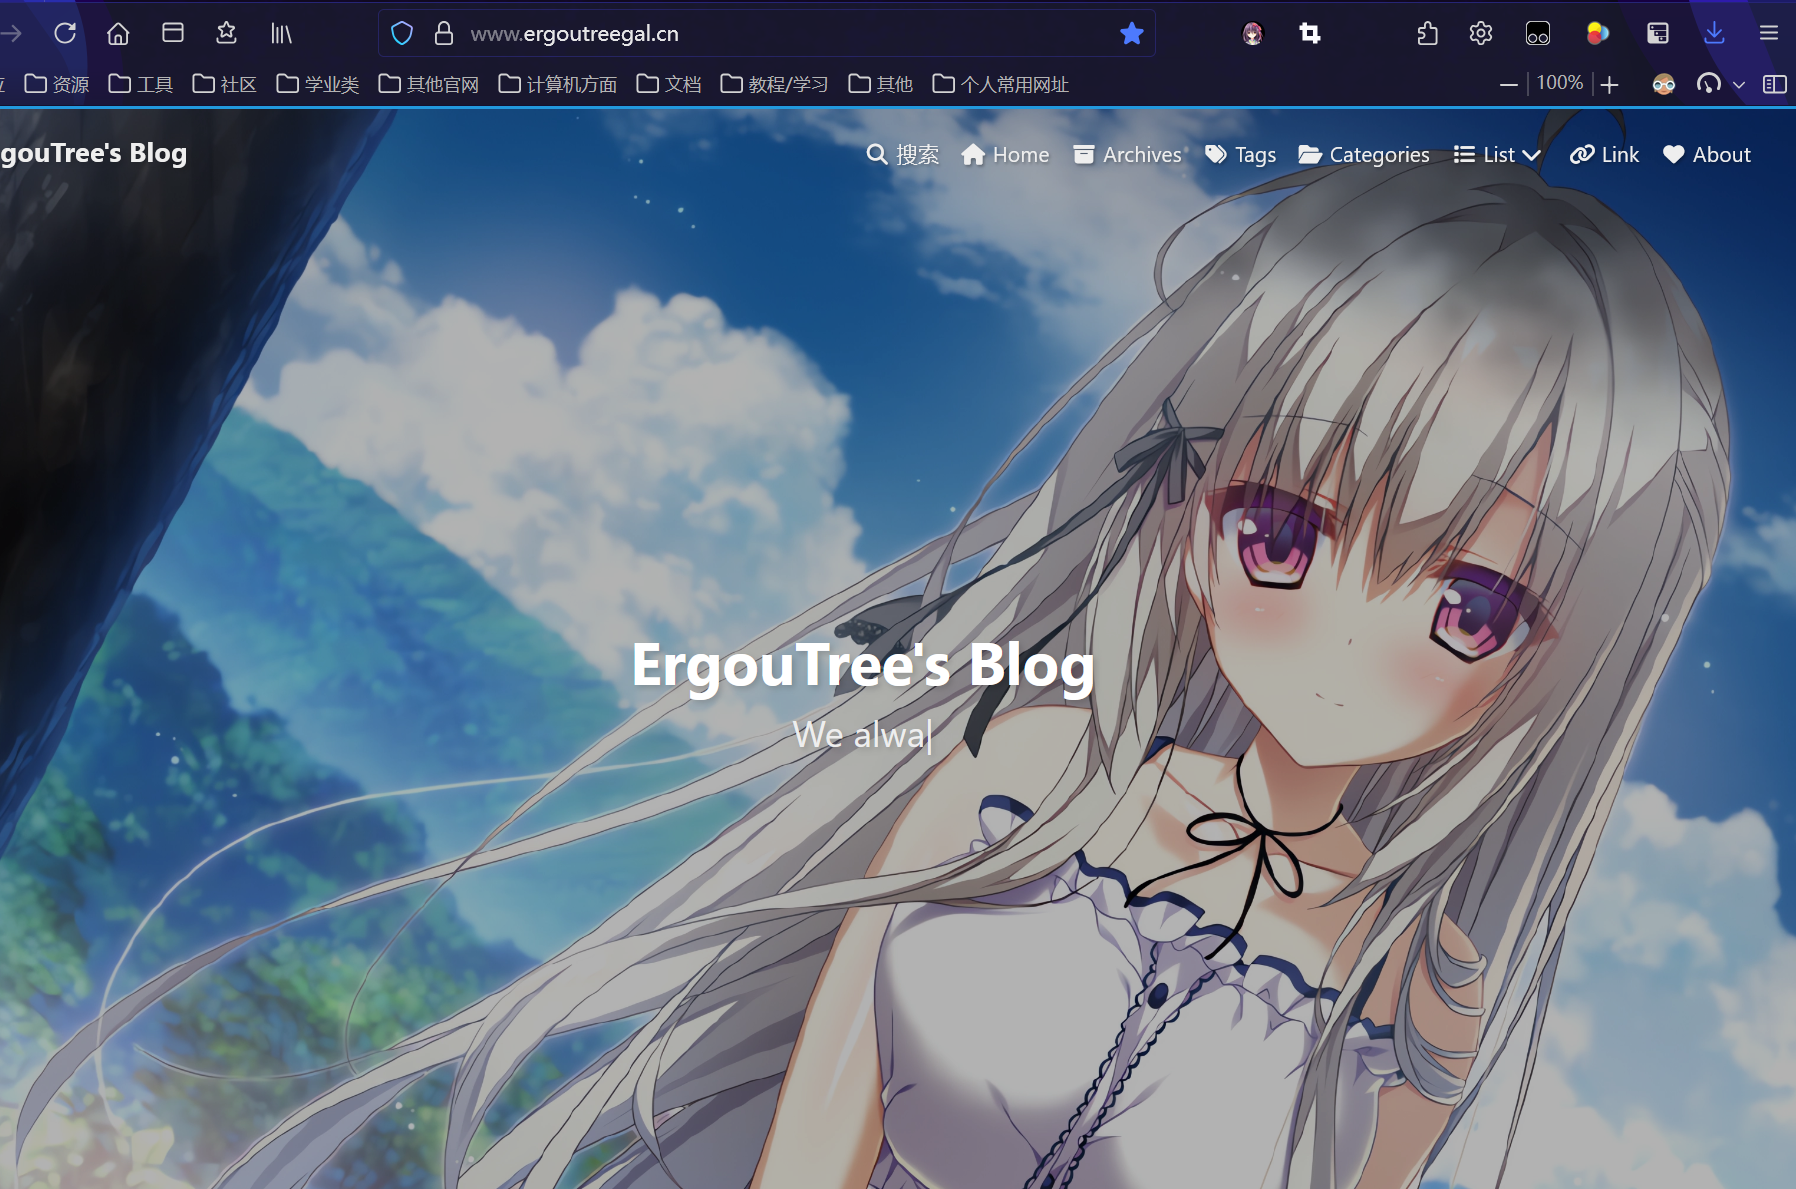 www.ergoutreegal.cn
资源 工具 社区 学业类 其他官网 计算机方面 文档 教程/学习 其他 个人常用网址 100%
gouTree's Blog 搜索 Home Archives Tags Categories List Link About
ErgouTree's Blog
We alwa